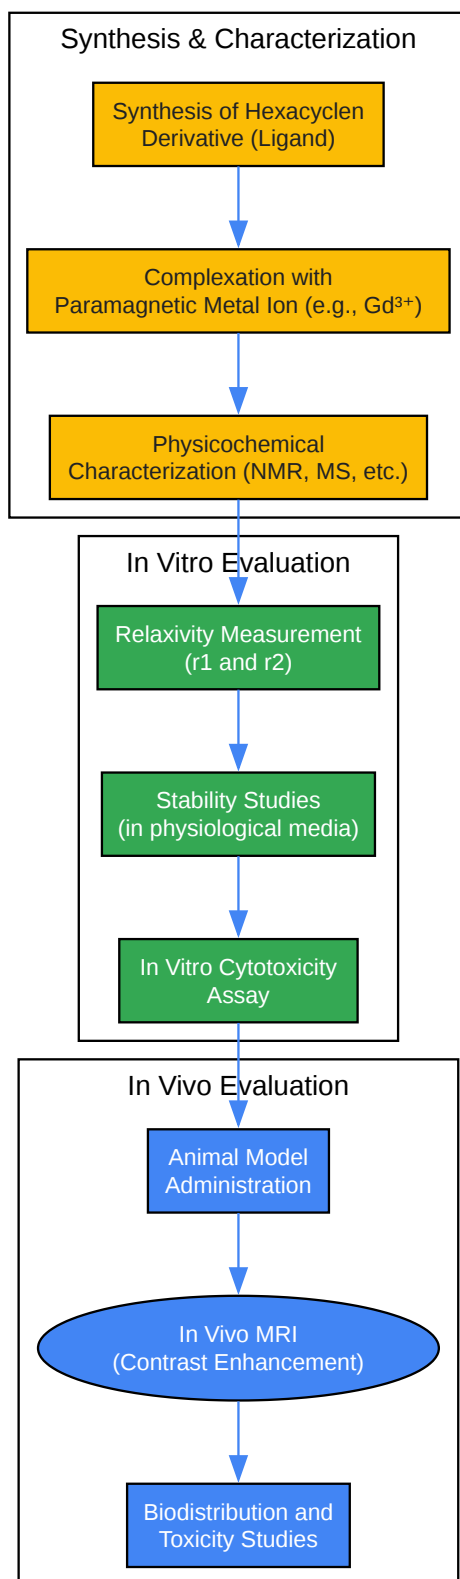 Synthesis & Characterization
Synthesis of Hexacyclen
Derivative (Ligand)
Complexation with
Paramagnetic Metal Ion (e.g., Gd³⁺)
Physicochemical
Characterization (NMR, MS, etc.)
In Vitro Evaluation
Relaxivity Measurement
(r1 and r2)
Stability Studies
(in physiological media)
In Vitro Cytotoxicity
Assay
In Vivo Evaluation
Animal Model
Administration
In Vivo MRI
(Contrast Enhancement)
Biodistribution and
Toxicity Studies